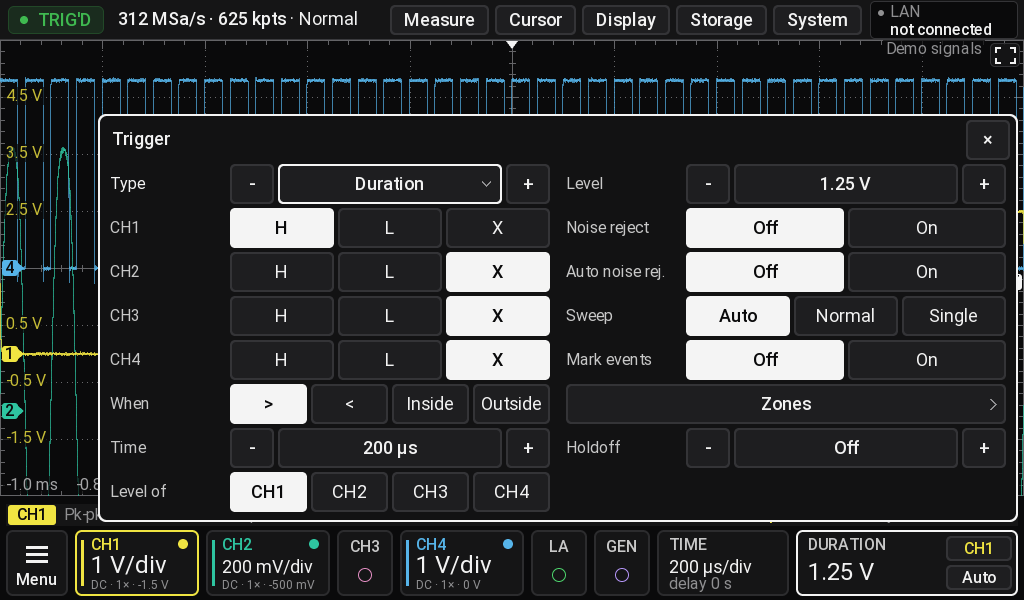 TRIG'D
312 MSa/s · 625 kpts · Normal
Measure
Cursor
Display
Storage
System
LAN
not connected
Demo signals
4.5 V
3.5 V
2.5 V
4
0.5 V
1
-0.5 V
2
-1.5 V
-1.0 ms
Trigger
×
Type
-
Duration
+
Level
-
1.25 V
+
CH1
H
L
X
Noise reject
Off
On
CH2
H
L
X
Auto noise rej.
Off
On
CH3
H
L
X
Sweep
Auto
Normal
Single
CH4
H
L
X
Mark events
Off
On
When
>
<
Inside
Outside
Zones
Time
-
200 µs
+
Holdoff
-
Off
+
Level of
CH1
CH2
CH3
CH4
CH1
Menu
CH1
1 V/div
DC · 1× · -1.5 V
CH2
200 mV/div
DC · 1× · -500 mV
CH3
CH4
1 V/div
DC · 1× · 0 V
LA
GEN
TIME
200 µs/div
delay 0 s
DURATION
1.25 V
CH1
Auto